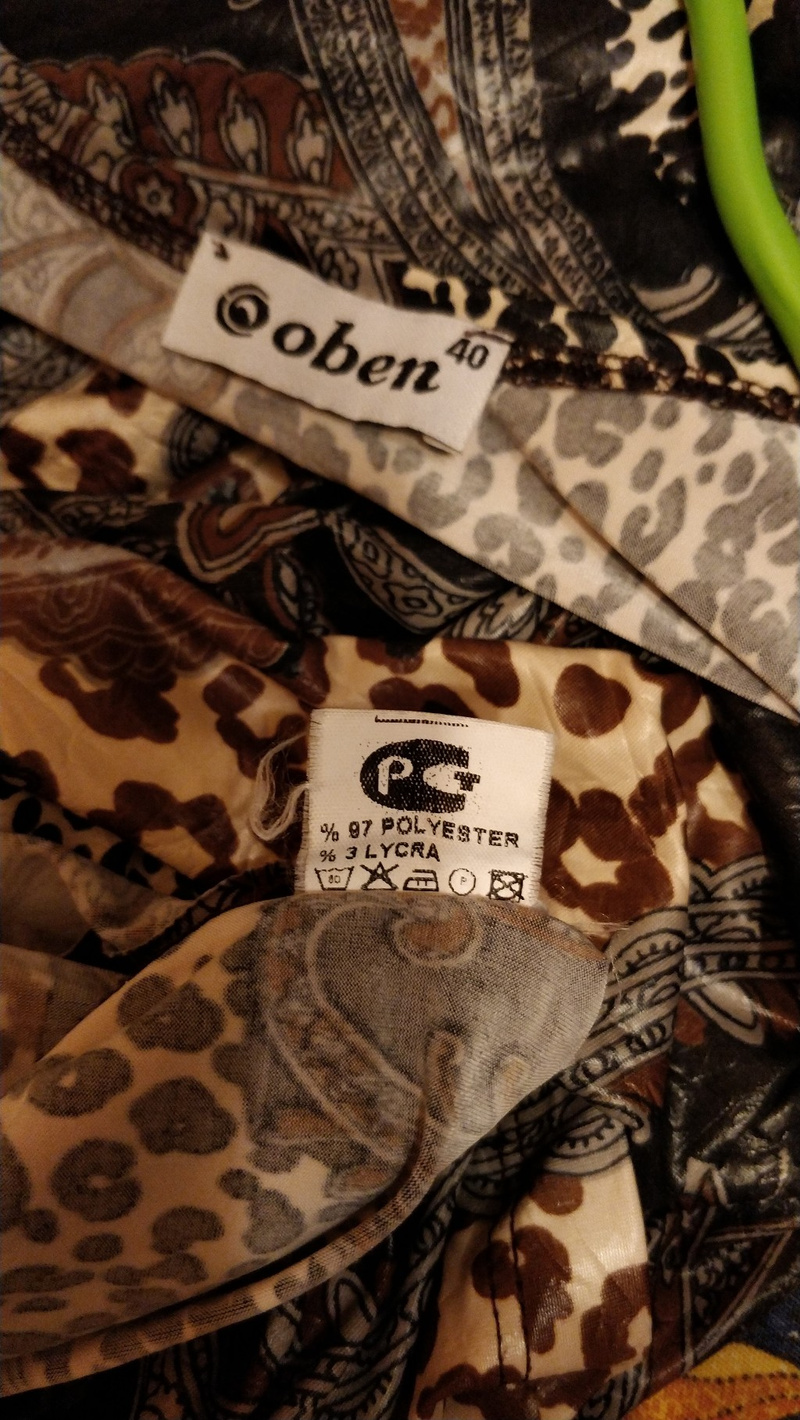 oben
40
PCT
% 97 POLYESTER
% 3 LYCRA
P